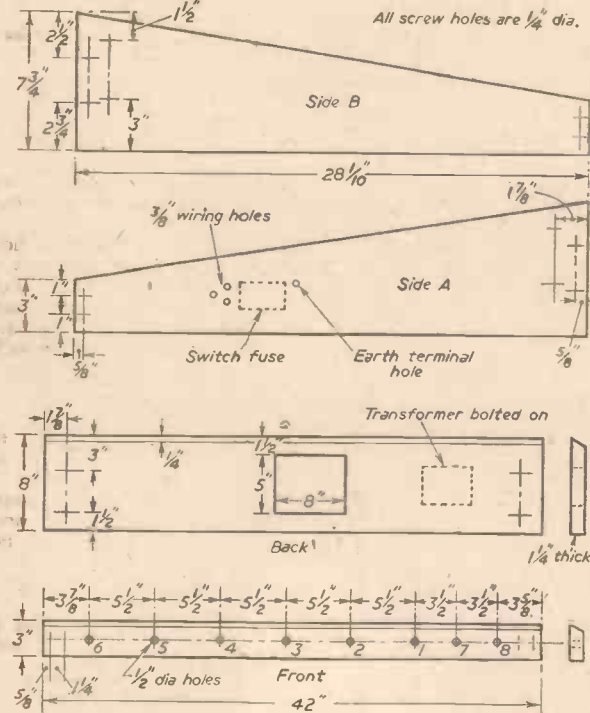 All screw holes are 1/4" dia.
1 1/2"
2 1/2"
7 3/4"
2 3/4"
3"
Side B
28 1/10"
3/8" wiring holes
1 7/8"
Side A
1"
3"
1"
5/8"
Switch fuse
Earth terminal
hole
5/8"
1 7/8"
Transformer bolted on
3"
1/4"
1 1/2"
8"
5"
8"
1 1/2"
Back
1 1/4" thick
3 7/8" 5 1/2" 5 1/2" 5 1/2" 5 1/2" 5 1/2" 3 1/2" 3 1/2" 3 5/8"
3"
6 5 4 3 2 1 7 8
1/2" dia holes
Front
5/8"
1 1/4"
42"